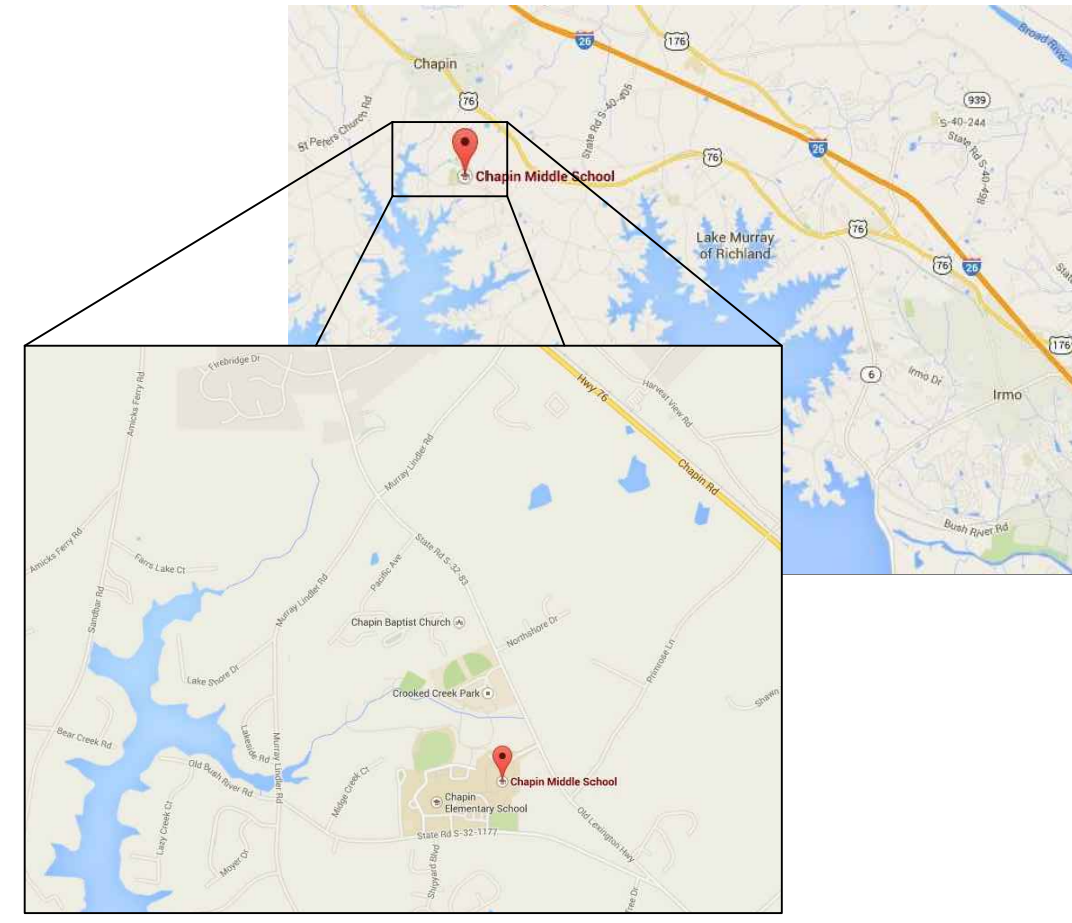 26
176
Broad River
Chapin
76
State Rd S-40-405
939
S-40-244
St Peters Church Rd
26
State Rd S-40-498
76
Chapin Middle School
Lake Murray
of Richland
76
76
26
176
6
Irmo Dr
Irmo
Bush River Rd
Firebridge Dr
Amicks Ferry Rd
Hwy 76
Harvest View Rd
Murray Lindler Rd
Chapin Rd
Amicks Ferry Rd
State Rd S-32-83
Farrs Lake Ct
Pacific Ave
Sandbar Rd
Murray Lindler Rd
Chapin Baptist Church
Northshore Dr
Primrose Ln
Lake Shore Dr
Crooked Creek Park
Shawn
Bear Creek Rd
Lakeside Rd
Murray Lindler Rd
Old Bush River Rd
Midge Creek Ct
Chapin Middle School
Chapin
Elementary School
Lazy Creek Ct
State Rd S-32-1177
Old Lexington Hwy
Moyer Dr
Shipyard Blvd
Tree Dr